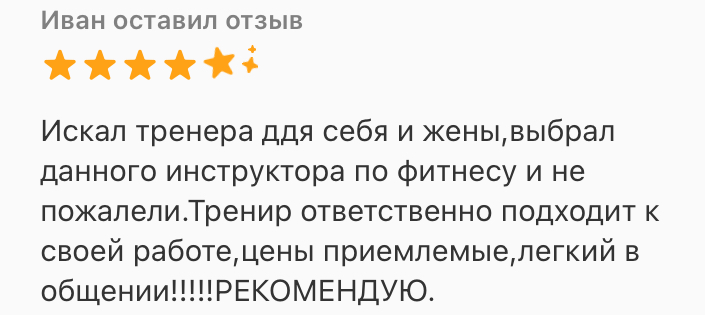 Иван оставил отзыв
Искал тренера ддя себя и жены,выбрал
данного инструктора по фитнесу и не
пожалели.Тренир ответственно подходит к
своей работе,цены приемлемые,легкий в
общении!!!!!РЕКОМЕНДУЮ.